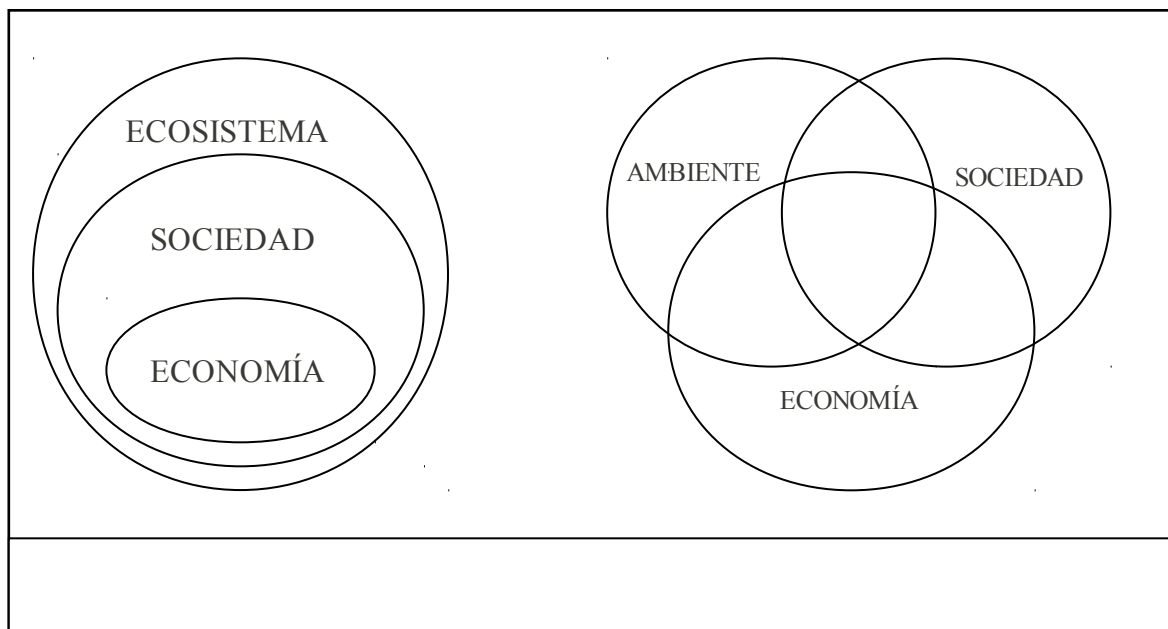 ECOSISTEMA
SOCIEDAD
ECONOMÍA
AMBIENTE
SOCIEDAD
ECONOMÍA